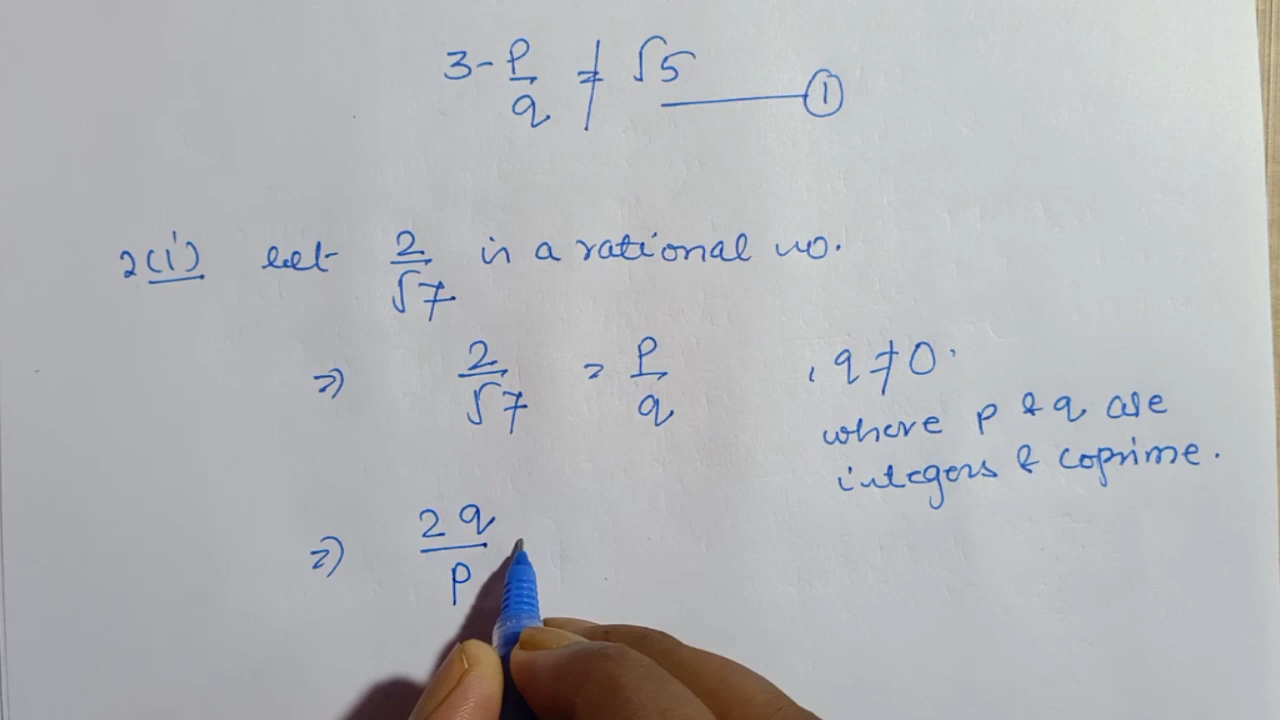 3 - p/q ≠ √5 —— ①
2(i) let 2/√7 is a rational no.
⇒ 2/√7 = p/q , q ≠ 0.
where p & q are
integers & coprime.
⇒ 2q/p